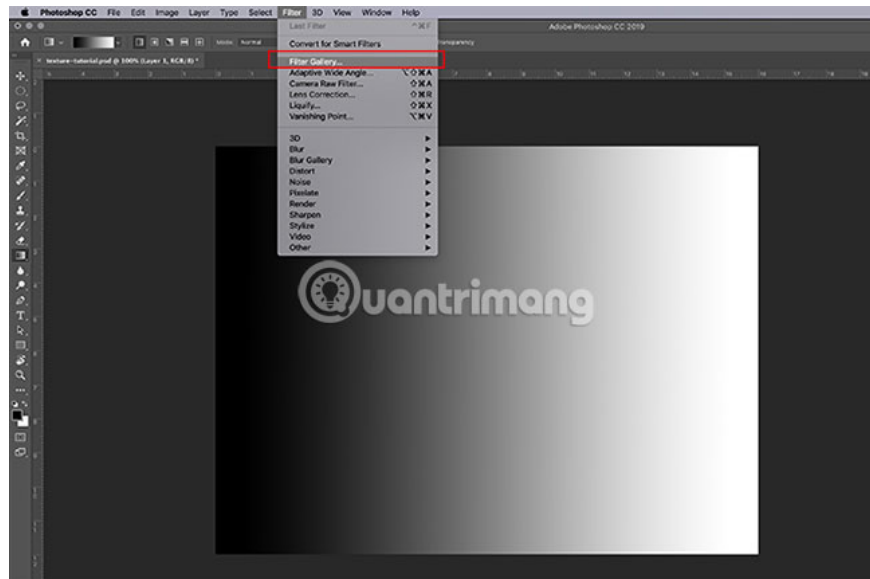 Photoshop CC File Edit Image Layer Type Select Filter 3D View Window Help
Adobe Photoshop CC 2019
Last Filter ^⌘F
Mode: Normal
Transparency
Convert for Smart Filters
× texture-tutorial.psd @ 100% (Layer 1, RGB/8) *
Filter Gallery...
Adaptive Wide Angle... ⌥⇧⌘A
Camera Raw Filter... ⇧⌘A
Lens Correction... ⇧⌘R
Liquify... ⇧⌘X
Vanishing Point... ⌥⌘V
3D
Blur
Blur Gallery
Distort
Noise
Pixelate
Render
Sharpen
Stylize
Video
Other
Quantrimang